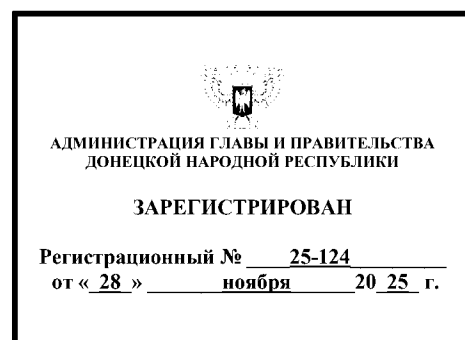 АДМИНИСТРАЦИЯ ГЛАВЫ И ПРАВИТЕЛЬСТВА
ДОНЕЦКОЙ НАРОДНОЙ РЕСПУБЛИКИ
ЗАРЕГИСТРИРОВАН
Регистрационный № 25-124
от « 28 » ноября 20 25 г.